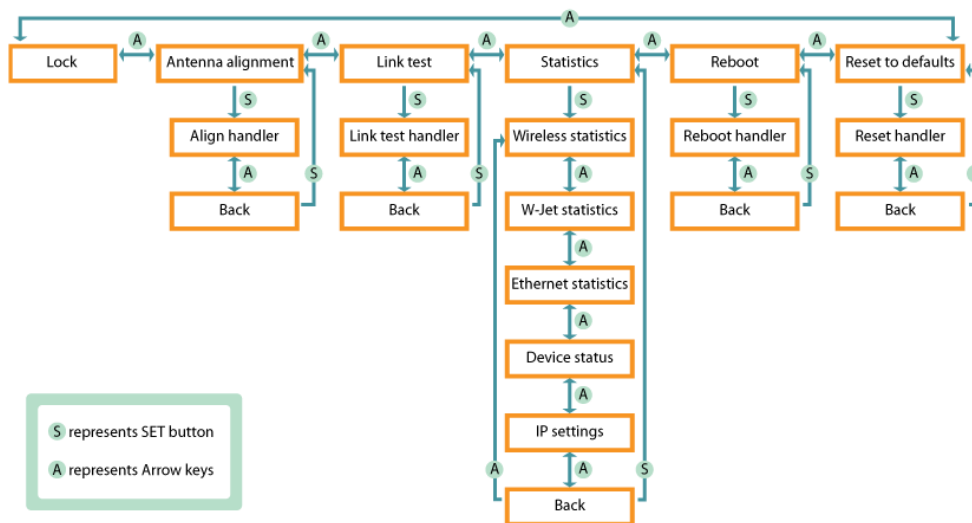 A
Lock
A
Antenna alignment
A
Link test
A
Statistics
A
Reboot
A
Reset to defaults
S
S
S
S
S
Align handler
Link test handler
Wireless statistics
Reboot handler
Reset handler
A
S
A
S
A
A
S
A
Back
Back
W-Jet statistics
Back
Back
A
Ethernet statistics
A
Device status
A
IP settings
A
A
S
Back
S represents SET button
A represents Arrow keys